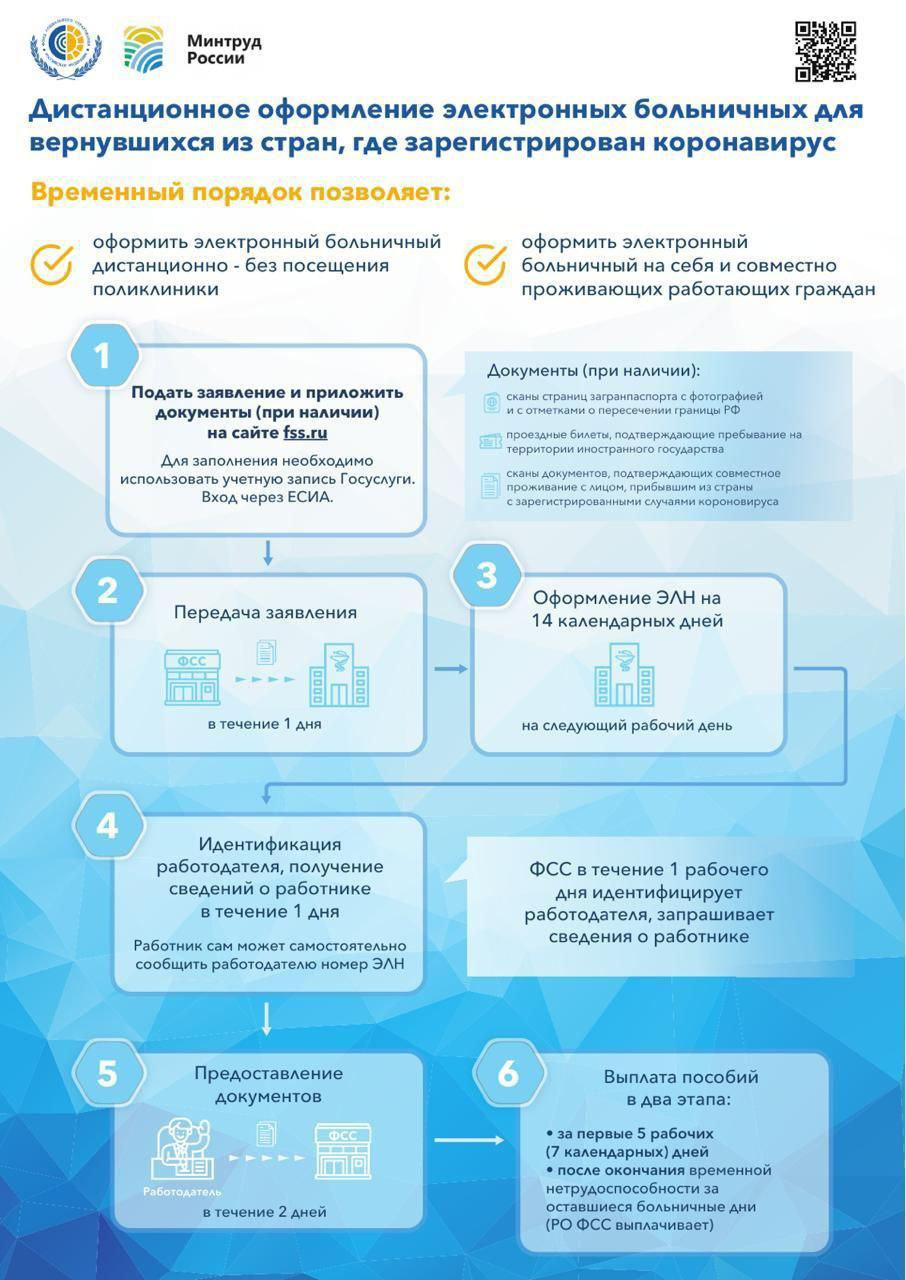 Минтруд
России
Дистанционное оформление электронных больничных для
вернувшихся из стран, где зарегистрирован коронавирус
Временный порядок позволяет:
оформить электронный больничный
дистанционно - без посещения
поликлиники
оформить электронный
больничный на себя и совместно
проживающих работающих граждан
1
Подать заявление и приложить
документы (при наличии)
на сайте fss.ru
Для заполнения необходимо
использовать учетную запись Госуслуги.
Вход через ЕСИА.
Документы (при наличии):
сканы страниц загранпаспорта с фотографией
и с отметками о пересечении границы РФ
проездные билеты, подтверждающие пребывание на
территории иностранного государства
сканы документов, подтверждающих совместное
проживание с лицом, прибывшим из страны
с зарегистрированными случаями короновируса
2
Передача заявления
ФСС
в течение 1 дня
3
Оформление ЭЛН на
14 календарных дней
на следующий рабочий день
4
Идентификация
работодателя, получение
сведений о работнике
в течение 1 дня
Работник сам может самостоятельно
сообщить работодателю номер ЭЛН
ФСС в течение 1 рабочего
дня идентифицирует
работодателя, запрашивает
сведения о работнике
5
Предоставление
документов
ФСС
Работодатель
в течение 2 дней
6
Выплата пособий
в два этапа:
• за первые 5 рабочих
(7 календарных) дней
• после окончания временной
нетрудоспособности за
оставшиеся больничные дни
(РО ФСС выплачивает)